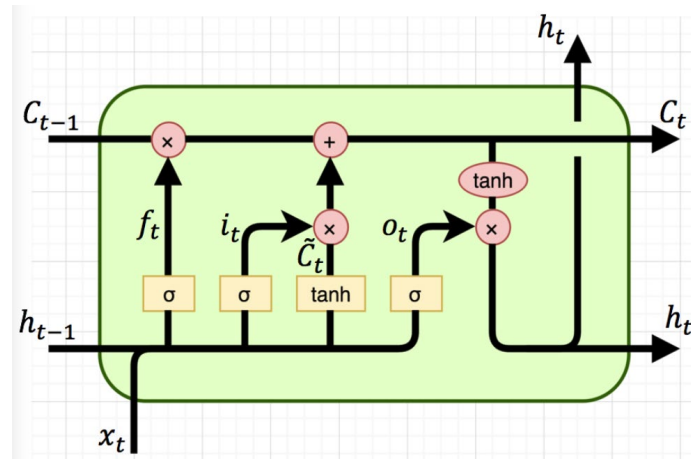 h_t
C_{t-1}
C_t
×
+
tanh
f_t
i_t
×
o_t
×
C̃_t
σ
σ
tanh
σ
h_{t-1}
h_t
x_t